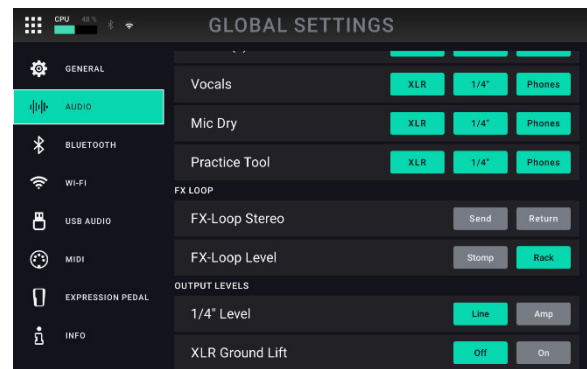 CPU 48 % GLOBAL SETTINGS
GENERAL
AUDIO
BLUETOOTH
WI-FI
USB AUDIO
MIDI
EXPRESSION PEDAL
INFO
Vocals XLR 1/4" Phones
Mic Dry XLR 1/4" Phones
Practice Tool XLR 1/4" Phones
FX LOOP
FX-Loop Stereo Send Return
FX-Loop Level Stomp Rack
OUTPUT LEVELS
1/4" Level Line Amp
XLR Ground Lift Off On